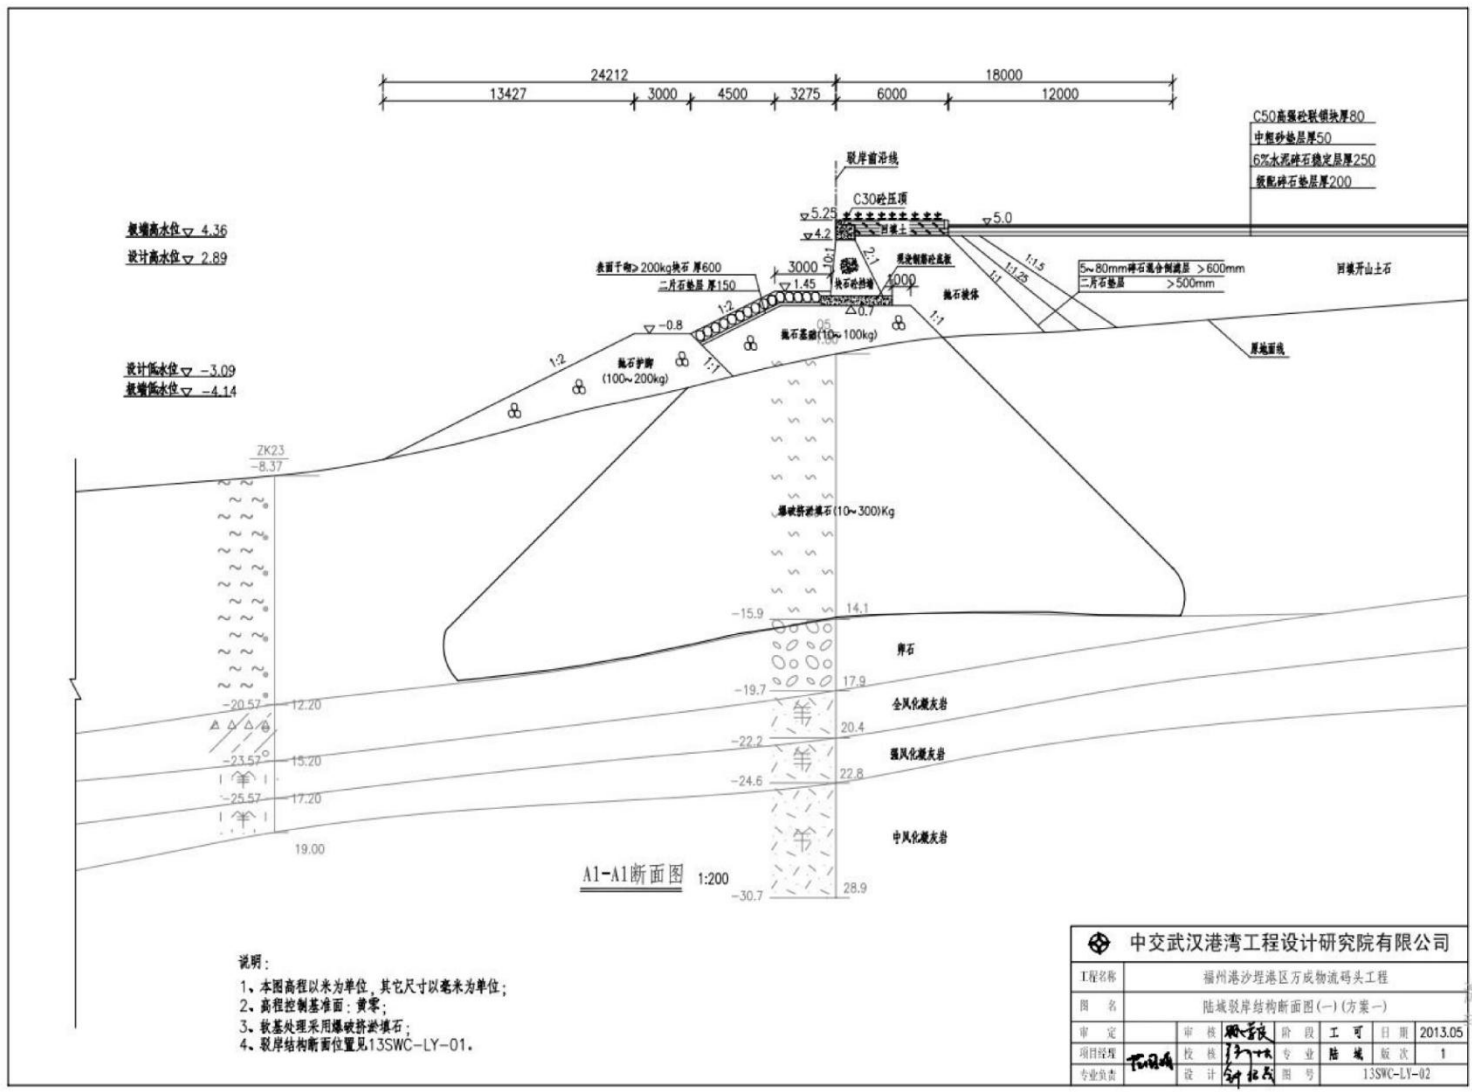 24212
18000
13427
3000
4500
3275
6000
12000
C50高强砼联锁块厚80
中粗砂垫层厚50
6%水泥碎石稳定层厚250
级配碎石垫层厚200
驳岸前沿线
C30砼压顶
5.25
4.2
回填土
5.0
极端高水位 4.36
设计高水位 2.89
表面干砌≥200kg块石 厚600
二片石垫层 厚150
3000
1.45
10:1
2:1
块石砼挡墙
现浇钢筋砼底板
1000
0.7
抛石棱体
1:1
1:1.25
1:1.5
5~80mm碎石混合倒滤层 >600mm
二片石垫层 >500mm
回填开山土石
原地面线
1:2
-0.8
1:2
抛石护脚
(100~200kg)
1:1
抛石基础(10~100kg)
1:1
设计低水位 -3.09
极端低水位 -4.14
ZK23
-8.37
爆破挤淤填石(10~300)Kg
-15.9
14.1
卵石
-19.7
17.9
全风化凝灰岩
-22.2
20.4
强风化凝灰岩
-24.6
22.8
中风化凝灰岩
-30.7
28.9
-20.57
12.20
-23.57
15.20
-25.57
17.20
19.00
A1-A1断面图 1:200
说明：
1、本图高程以米为单位，其它尺寸以毫米为单位；
2、高程控制基准面：黄零；
3、软基处理采用爆破挤淤填石；
4、驳岸结构断面位置见13SWC-LY-01。
中交武汉港湾工程设计研究院有限公司
工程名称 福州港沙埕港区万成物流码头工程
图 名 陆域驳岸结构断面图(一)(方案一)
审 定 审 核 阶 段 工 可 日 期 2013.05
项目经理 校 核 专 业 陆 域 版 次 1
专业负责 设 计 图 号 13SWC-LY-02